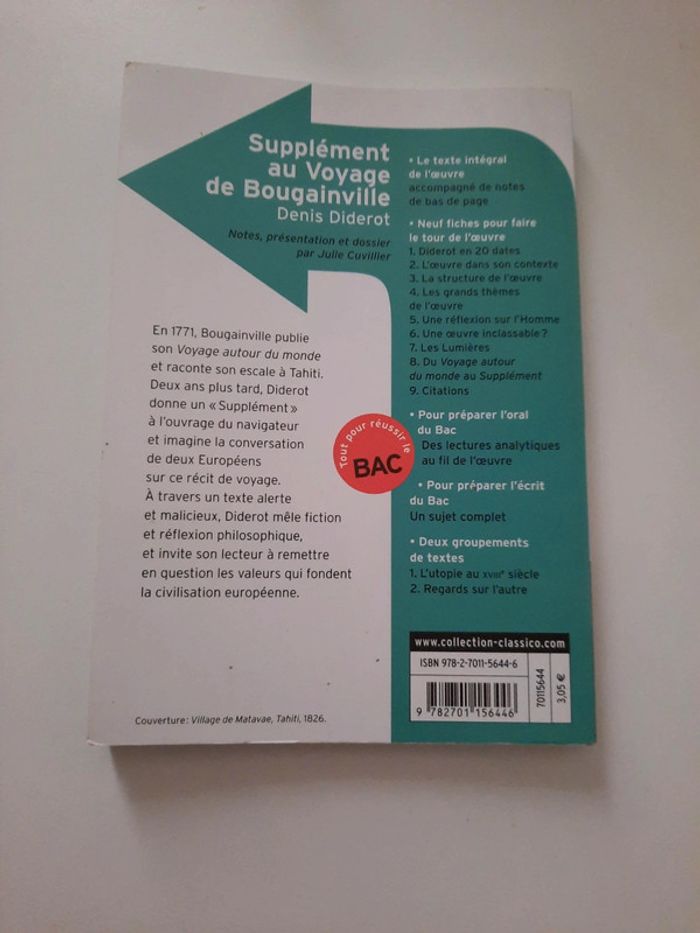 Supplément
au Voyage
de Bougainville
Denis Diderot
Notes, présentation et dossier
par Julie Cuvillier
En 1771, Bougainville publie
son Voyage autour du monde
et raconte son escale à Tahiti.
Deux ans plus tard, Diderot
donne un « Supplément »
à l'ouvrage du navigateur
et imagine la conversation
de deux Européens
sur ce récit de voyage.
À travers un texte alerte
et malicieux, Diderot mêle fiction
et réflexion philosophique,
et invite son lecteur à remettre
en question les valeurs qui fondent
la civilisation européenne.
Couverture : Village de Matavae, Tahiti, 1826.
Tout pour réussir le
BAC
• Le texte intégral
de l'œuvre
accompagné de notes
de bas de page
• Neuf fiches pour faire
le tour de l'œuvre
1. Diderot en 20 dates
2. L'œuvre dans son contexte
3. La structure de l'œuvre
4. Les grands thèmes
de l'œuvre
5. Une réflexion sur l'Homme
6. Une œuvre inclassable ?
7. Les Lumières
8. Du Voyage autour
du monde au Supplément
9. Citations
• Pour préparer l'oral
du Bac
Des lectures analytiques
au fil de l'œuvre
• Pour préparer l'écrit
du Bac
Un sujet complet
• Deux groupements
de textes
1. L'utopie au XVIIIe siècle
2. Regards sur l'autre
www.collection-classico.com
ISBN 978-2-7011-5644-6
9 782701 156446
70115644
3,05 €